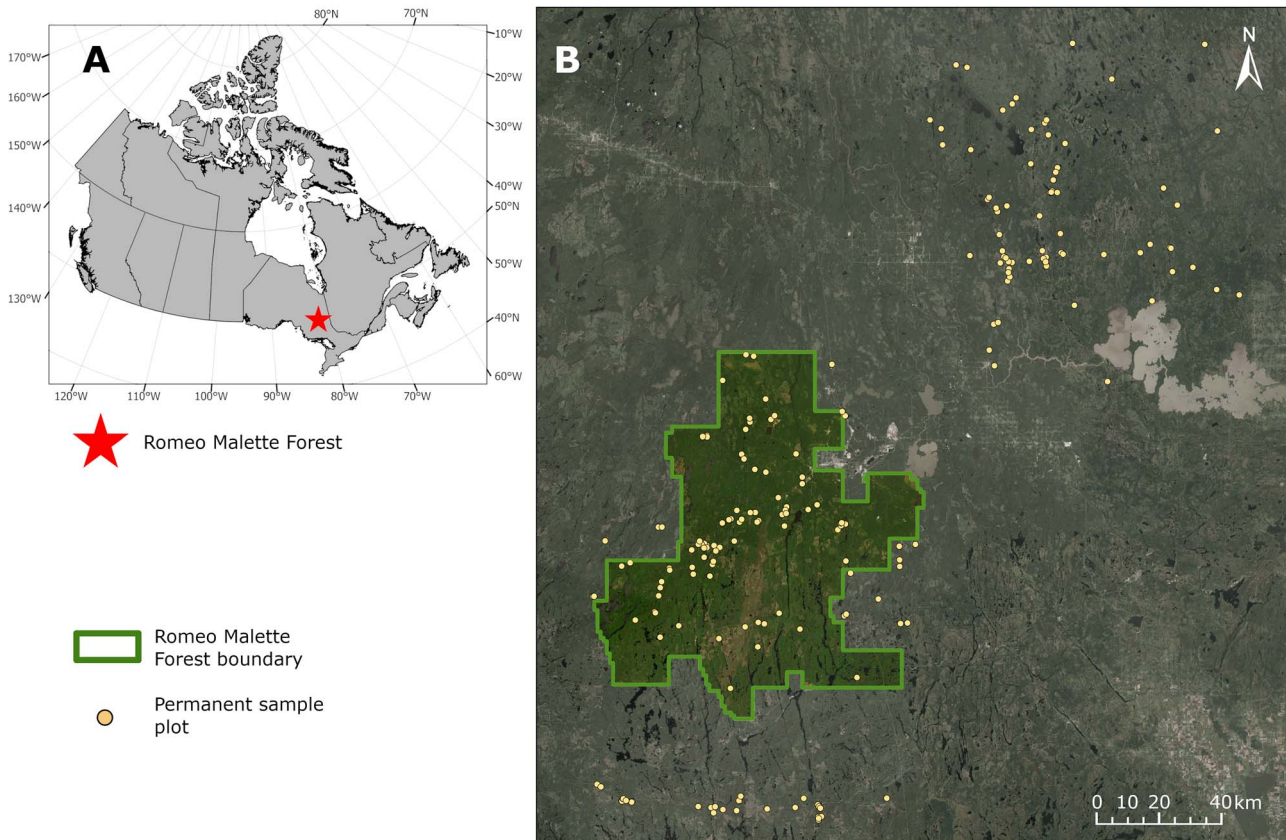 80°N
70°N
170°W
10°W
A
20°W
160°W
30°W
150°W
40°W
140°W
50°N
50°W
130°W
40°N
60°W
120°W
110°W
100°W
90°W
80°W
70°W
Romeo Malette Forest
Romeo Malette
Forest boundary
Permanent sample
plot
B
N
0 10 20 40 km